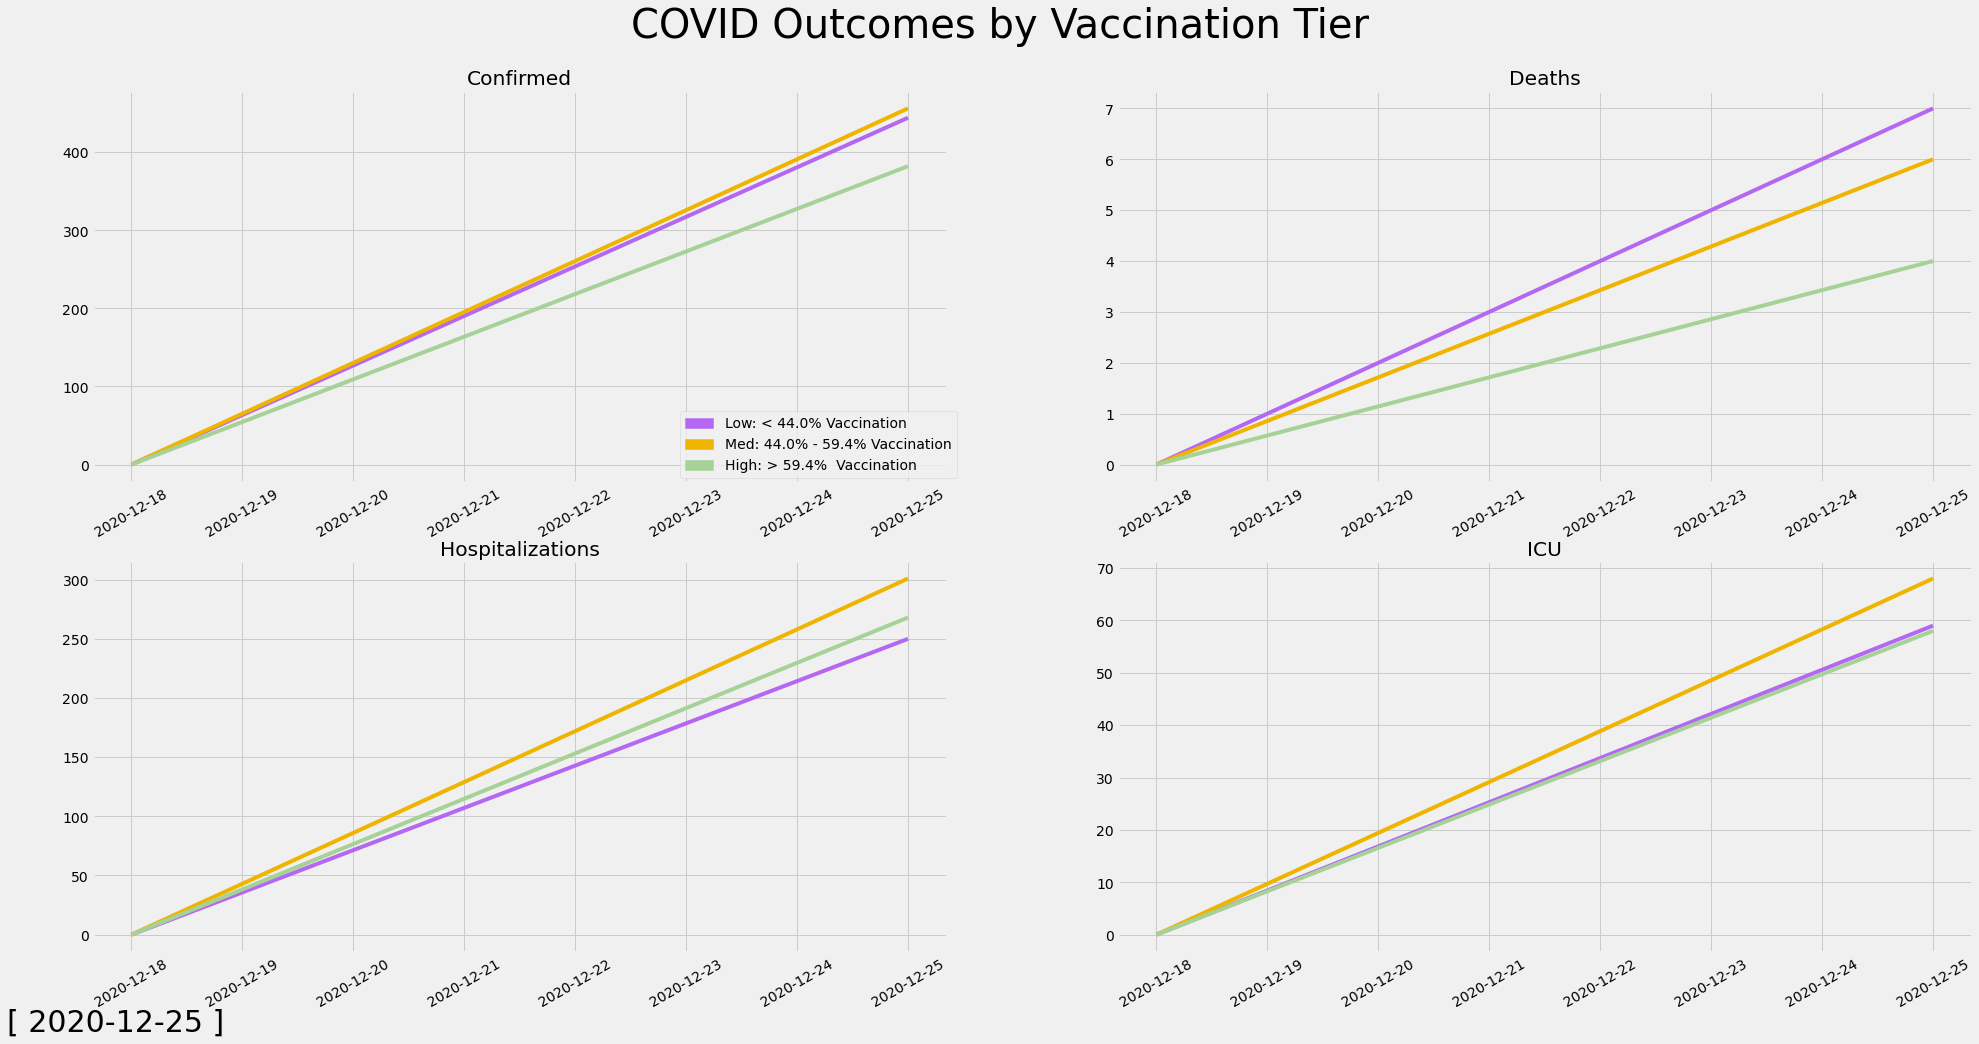 COVID Outcomes by Vaccination Tier
Confirmed
400
300
200
100
0
Low: < 44.0% Vaccination
Med: 44.0% - 59.4% Vaccination
High: > 59.4%  Vaccination
2020-12-18 2020-12-19 2020-12-20 2020-12-21 2020-12-22 2020-12-23 2020-12-24 2020-12-25
Deaths
7
6
5
4
3
2
1
0
2020-12-18 2020-12-19 2020-12-20 2020-12-21 2020-12-22 2020-12-23 2020-12-24 2020-12-25
Hospitalizations
300
250
200
150
100
50
0
2020-12-18 2020-12-19 2020-12-20 2020-12-21 2020-12-22 2020-12-23 2020-12-24 2020-12-25
ICU
70
60
50
40
30
20
10
0
2020-12-18 2020-12-19 2020-12-20 2020-12-21 2020-12-22 2020-12-23 2020-12-24 2020-12-25
[ 2020-12-25 ]